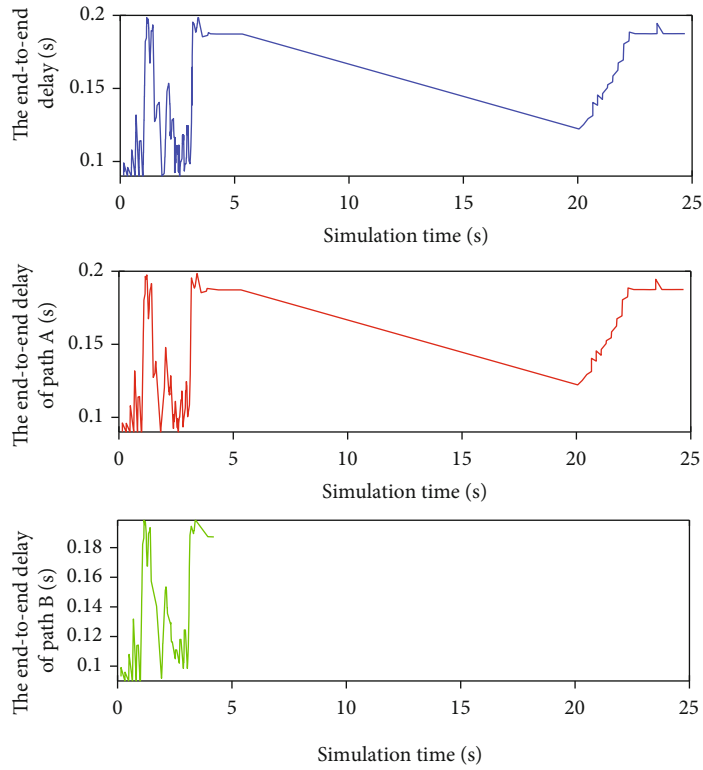 The end-to-end
delay (s)
0.2
0.15
0.1
0 5 10 15 20 25
Simulation time (s)
The end-to-end delay
of path A (s)
0.2
0.15
0.1
0 5 10 15 20 25
Simulation time (s)
The end-to-end delay
of path B (s)
0.18
0.16
0.14
0.12
0.1
0 5 10 15 20 25
Simulation time (s)